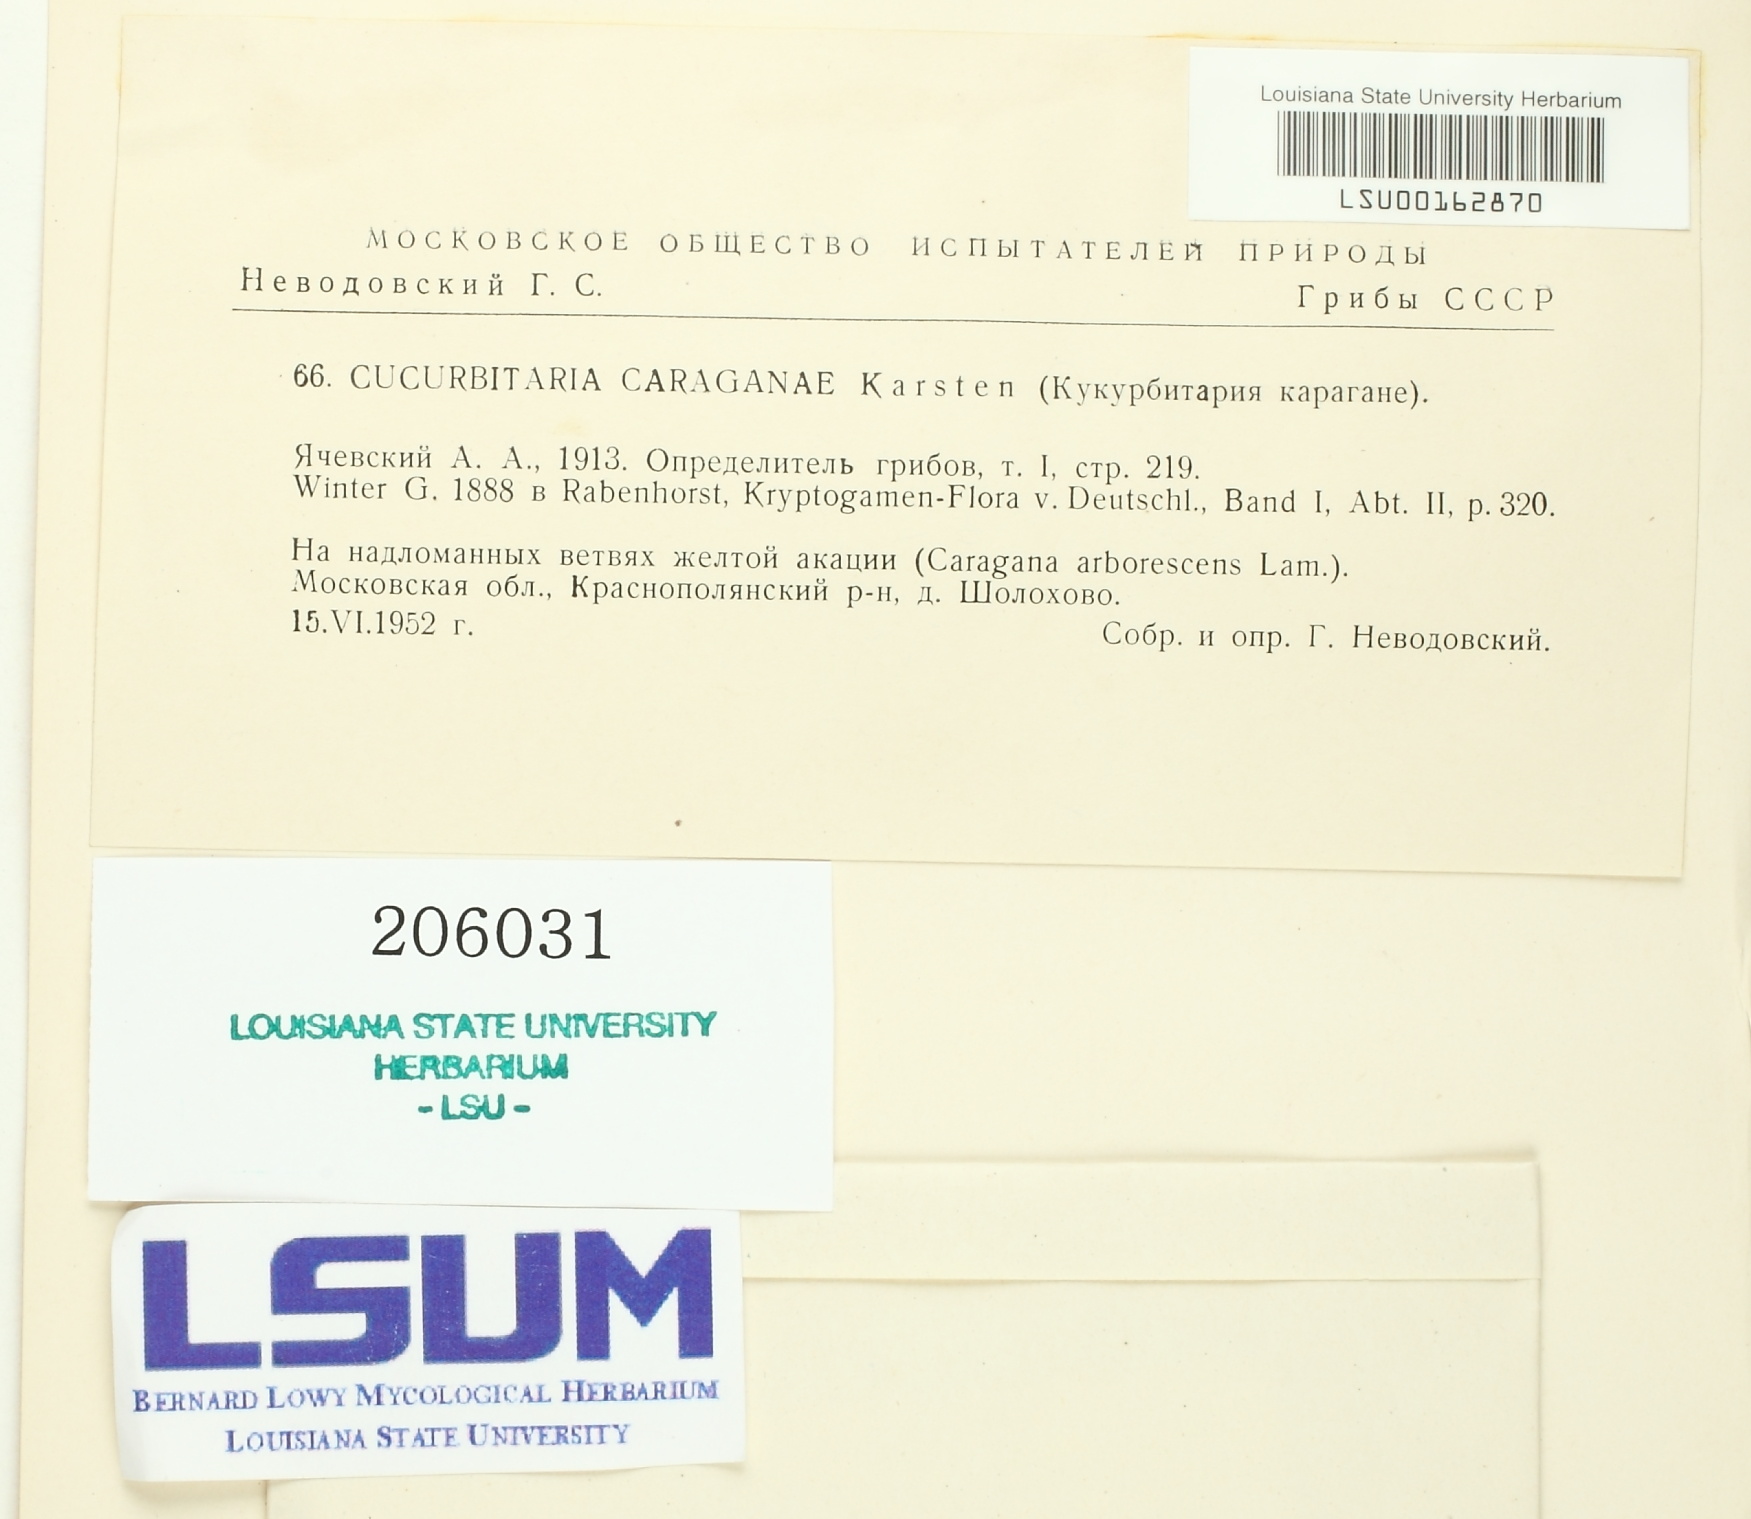 Louisiana State University Herbarium
LSU00162870
МОСКОВСКОЕ ОБЩЕСТВО ИСПЫТАТЕЛЕЙ ПРИРОДЫ
Неводовский Г. С. Грибы СССР
66. CUCURBITARIA CARAGANAE Karsten (Кукурбитария карагане).
Ячевский А. А., 1913. Определитель грибов, т. I, стр. 219.
Winter G. 1888 в Rabenhorst, Kryptogamen-Flora v. Deutschl., Band I, Abt. II, p. 320.
На надломанных ветвях желтой акации (Caragana arborescens Lam.).
Московская обл., Краснополянский р-н, д. Шолохово.
15.VI.1952 г. Собр. и опр. Г. Неводовский.
206031
LOUISIANA STATE UNIVERSITY
HERBARIUM
- LSU -
LSUM
BERNARD LOWY MYCOLOGICAL HERBARIUM
LOUISIANA STATE UNIVERSITY